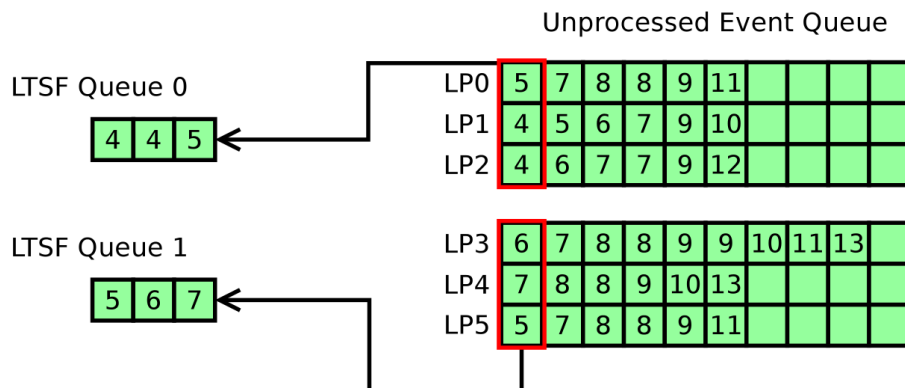 Unprocessed Event Queue
LTSF Queue 0
4 4 5
LP0 5 7 8 8 9 11
LP1 4 5 6 7 9 10
LP2 4 6 7 7 9 12
LTSF Queue 1
5 6 7
LP3 6 7 8 8 9 9 10 11 13
LP4 7 8 8 9 10 13
LP5 5 7 8 8 9 11